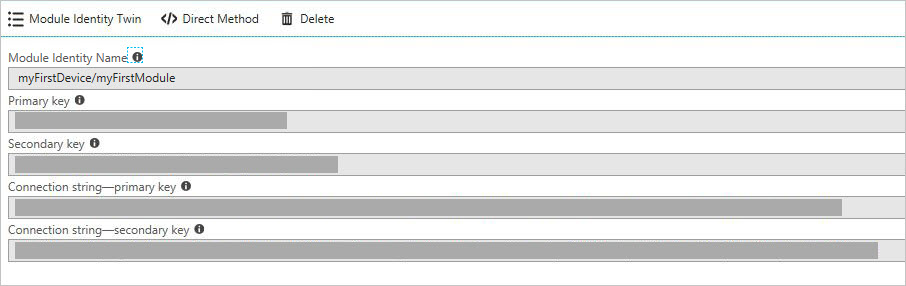 Module Identity Twin Direct Method Delete
Module Identity Name
myFirstDevice/myFirstModule
Primary key
Secondary key
Connection string—primary key
Connection string—secondary key